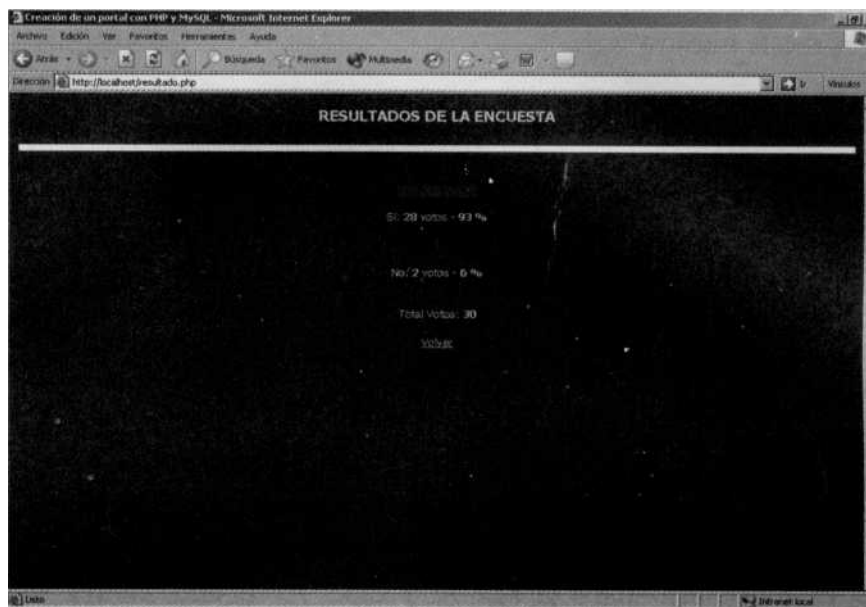 Creación de un portal con PHP y MySQL - Microsoft Internet Explorer
Archivo Edición Ver Favoritos Herramientas Ayuda
Atrás Búsqueda Favoritos Multimedia
Dirección http://localhost/resultado.php Ir Vínculos
RESULTADOS DE LA ENCUESTA
Si: 28 votos - 93 %
No: 2 votos - 6 %
Total Votos: 30
Volver
Listo Intranet local